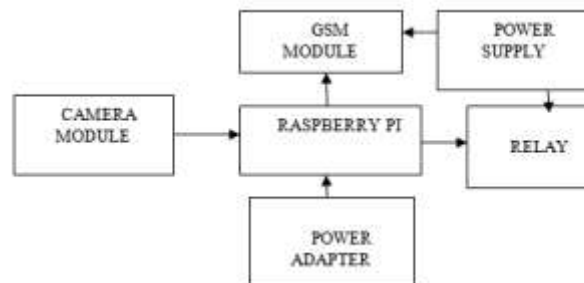 GSM
MODULE
POWER
SUPPLY
CAMERA
MODULE
RASPBERRY PI
RELAY
POWER
ADAPTER